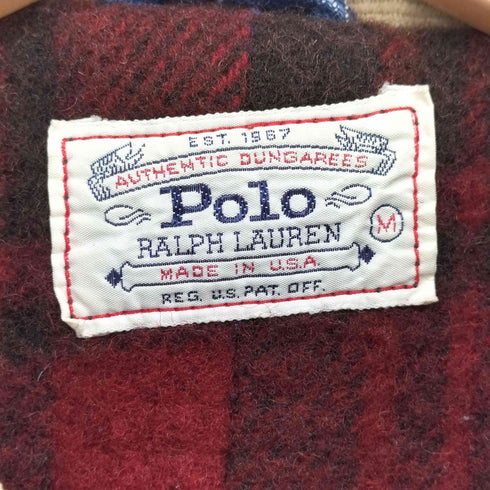 EST. 1967
AUTHENTIC DUNGAREES
Polo
RALPH LAUREN
M
MADE IN U.S.A
REG. U.S. PAT. OFF.